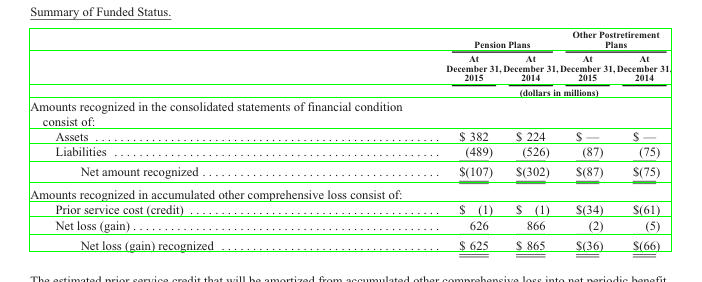 Summary of Funded Status.
Other Postretirement
Pension Plans Plans
At At At At
December 31, December 31, December 31, December 31,
2015 2014 2015 2014
(dollars in millions)
Amounts recognized in the consolidated statements of financial condition
consist of:
Assets $ 382 $ 224 $ — $ —
Liabilities (489) (526) (87) (75)
Net amount recognized $(107) $(302) $(87) $(75)
Amounts recognized in accumulated other comprehensive loss consist of:
Prior service cost (credit) $ (1) $ (1) $(34) $(61)
Net loss (gain) 626 866 (2) (5)
Net loss (gain) recognized $ 625 $ 865 $(36) $(66)
The estimated prior service credit that will be amortized from accumulated other comprehensive loss into net periodic benefit